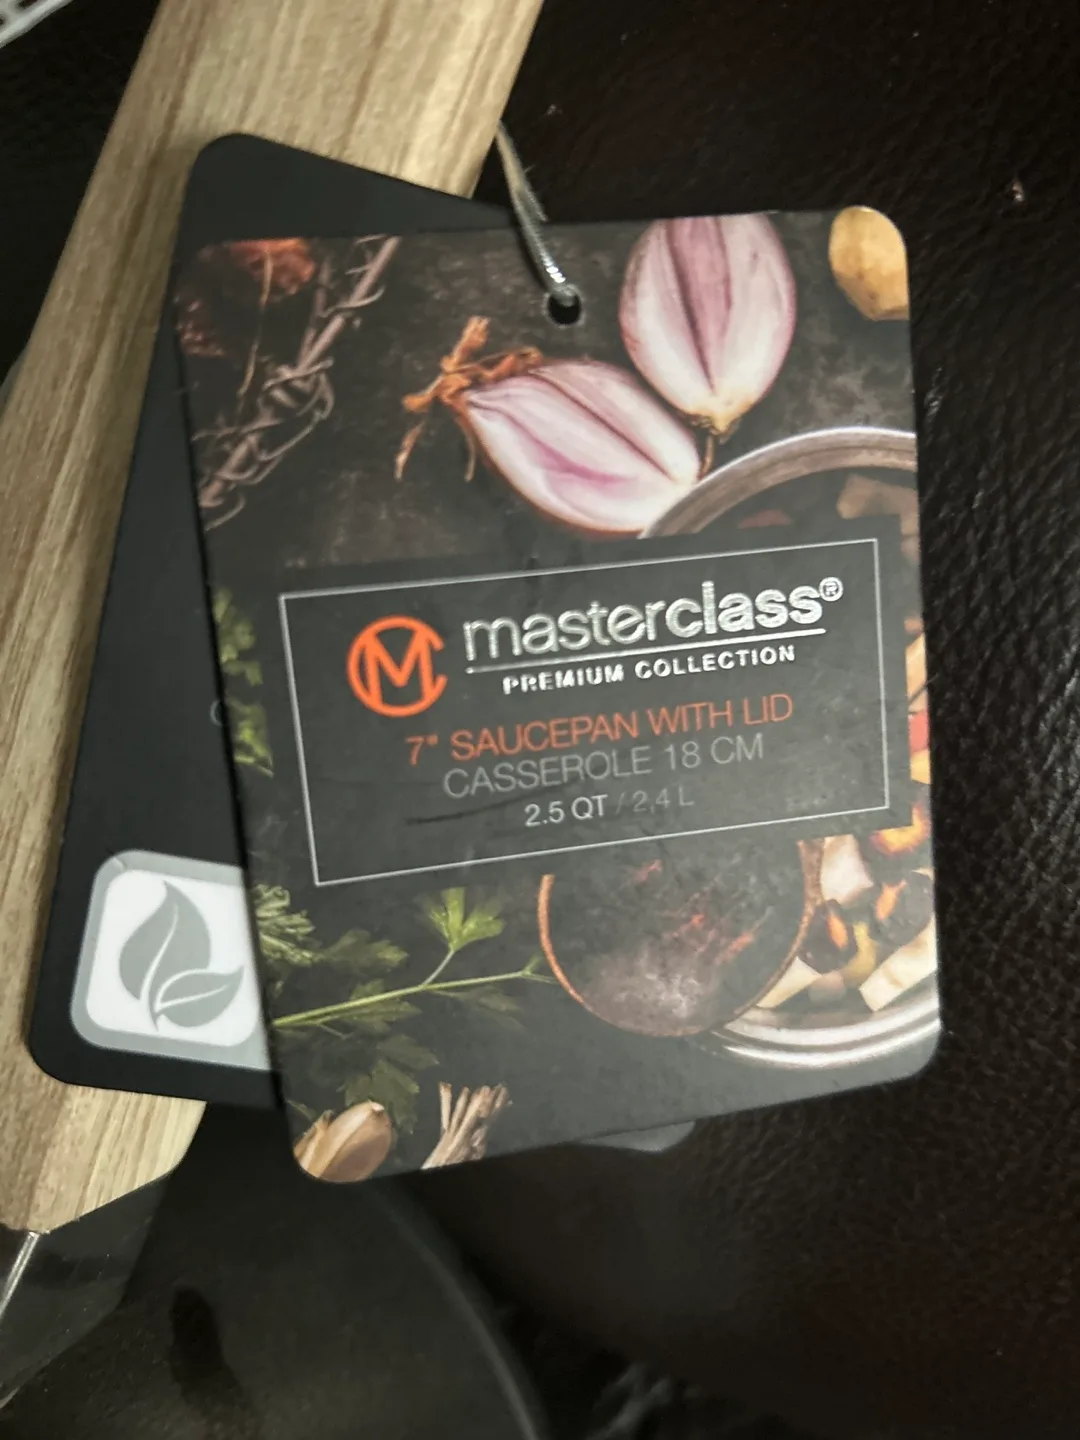 masterclass®
PREMIUM COLLECTION
7" SAUCEPAN WITH LID
CASSEROLE 18 CM
2.5 QT / 2,4 L